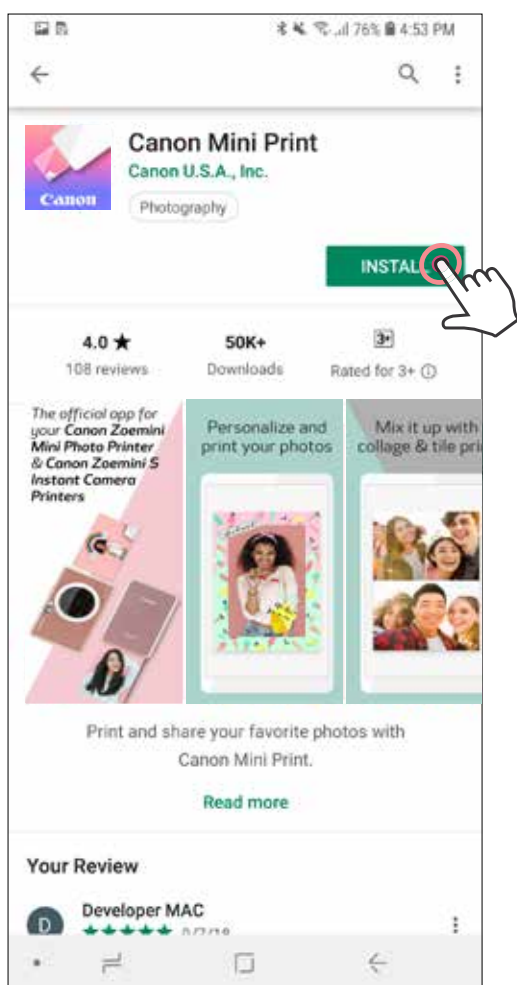 76% 4:53 PM
Canon Mini Print
Canon U.S.A., Inc.
Canon
Photography
INSTALL
4.0 ★
50K+
3+
108 reviews
Downloads
Rated for 3+
The official app for
your Canon Zoemini
Mini Photo Printer
& Canon Zoemini S
Instant Camera
Printers
Personalize and
print your photos
Mix it up with
collage & tile pri
Print and share your favorite photos with
Canon Mini Print.
Read more
Your Review
D
Developer MAC